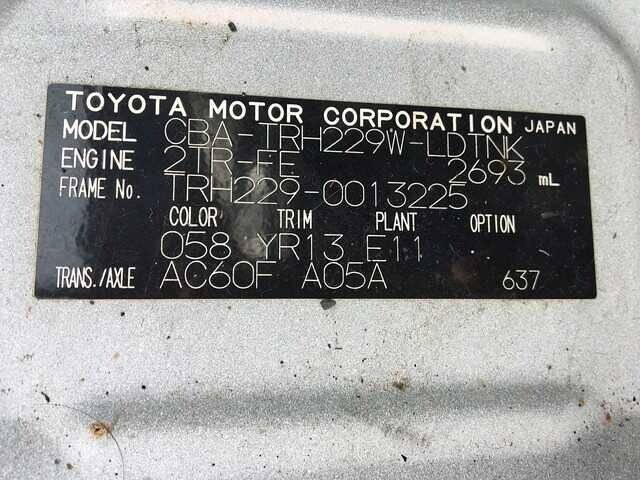 TOYOTA MOTOR CORPORATION JAPAN
MODEL CBA-TRH229W-LDTNK
ENGINE 2TR-FE 2693 mL
FRAME No. TRH229-0013225
COLOR TRIM PLANT OPTION
058 YR13 E11
TRANS./AXLE AC60F A05A 637